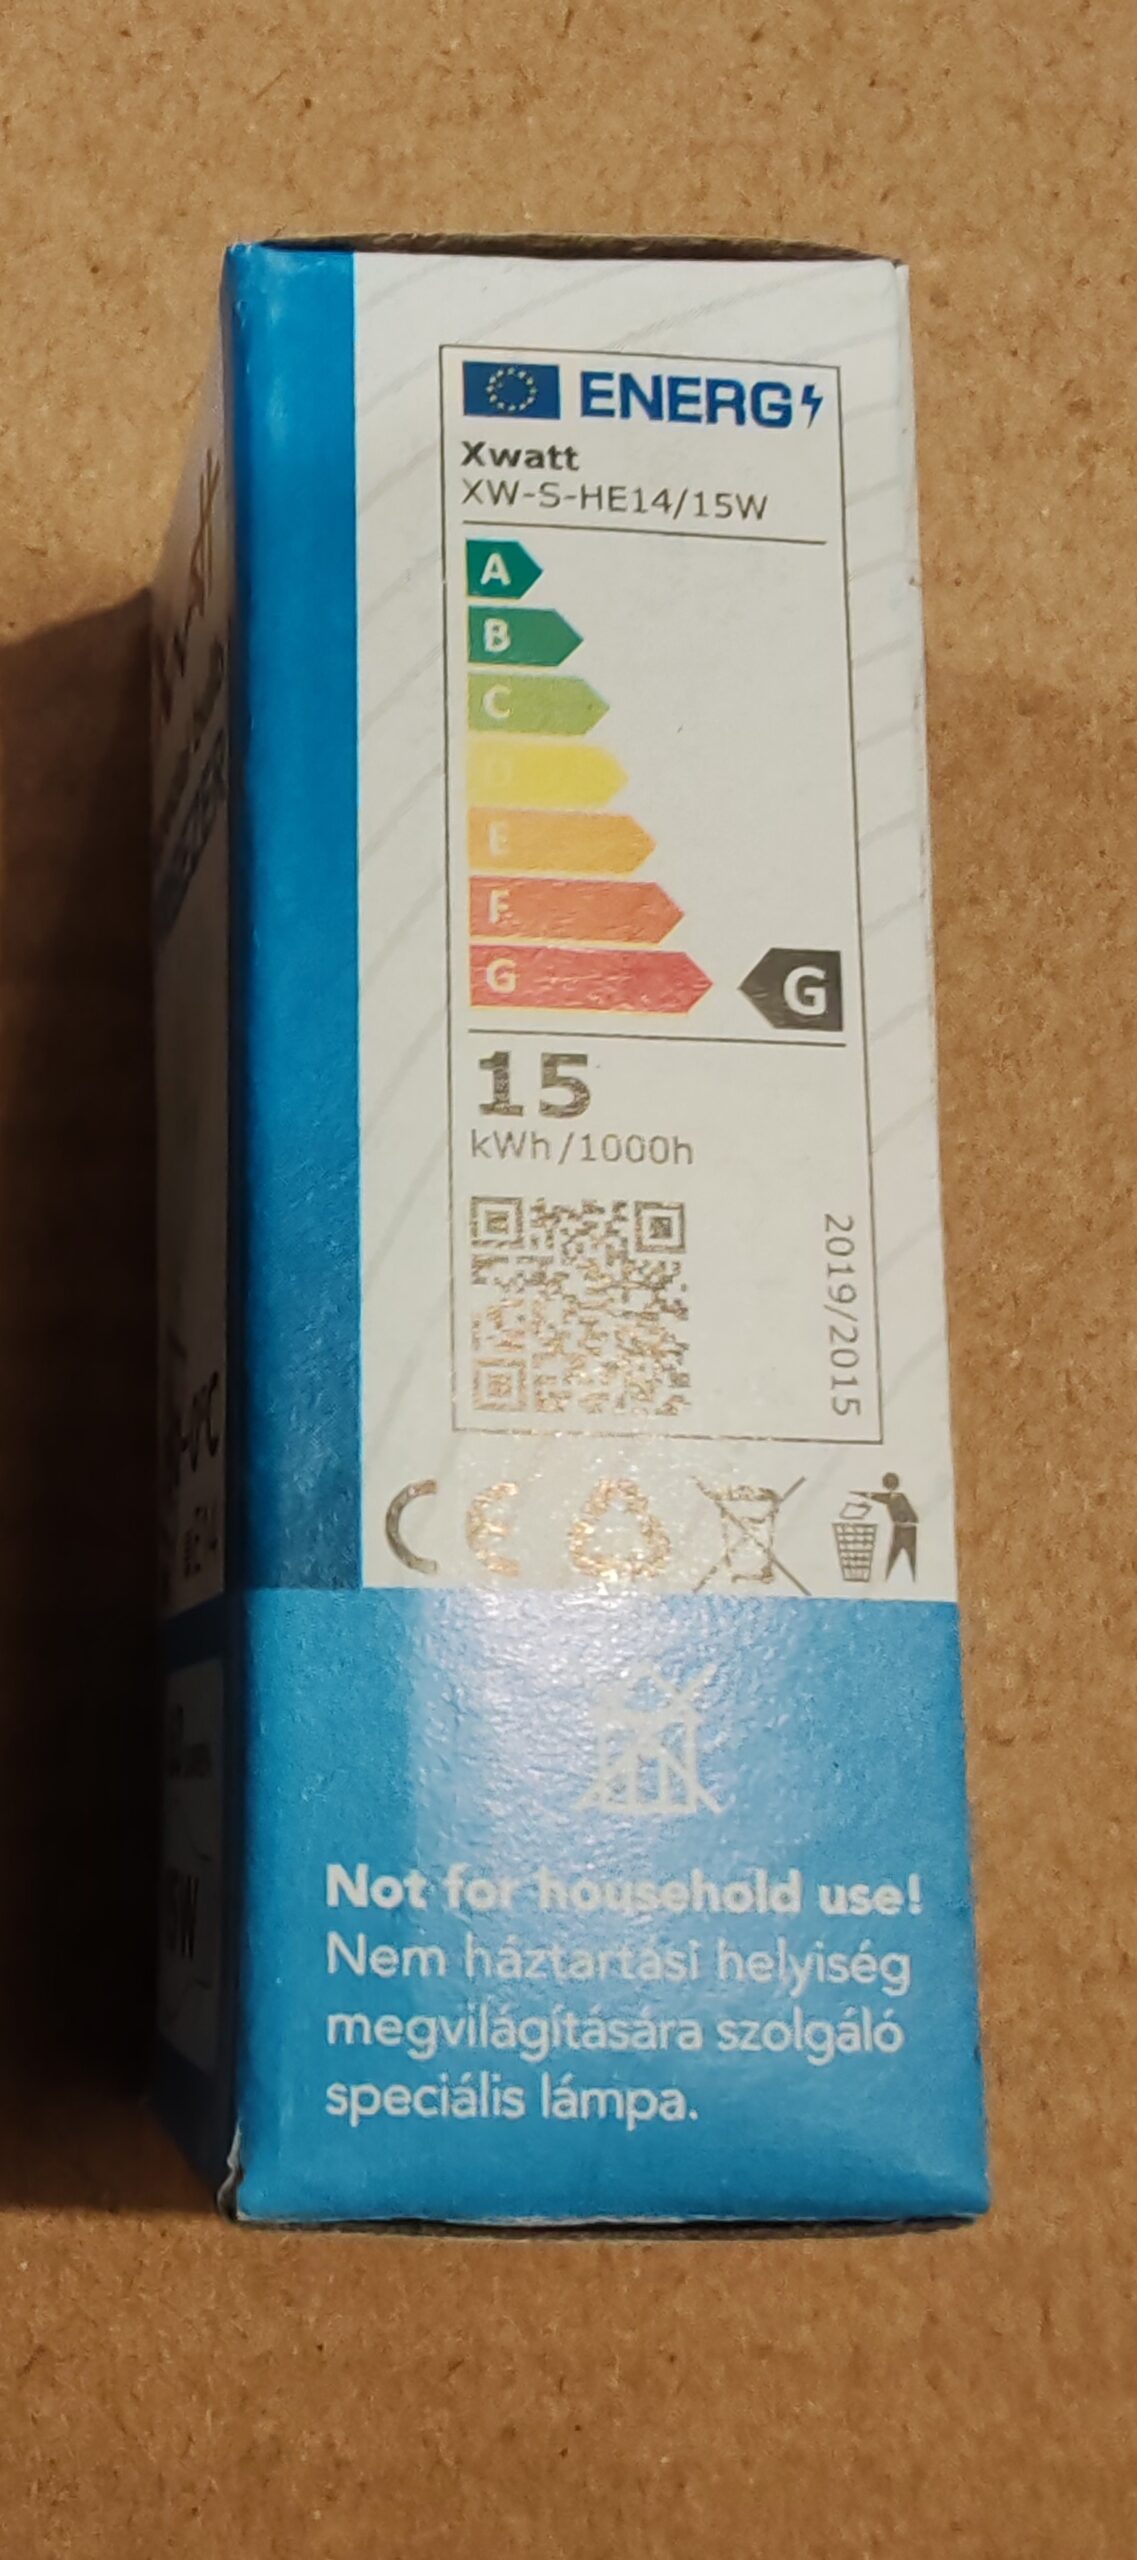 ENERG
Xwatt
XW-S-HE14/15W
A
B
C
D
E
F
G
G
15
kWh/1000h
2019/2015
CE
Not for household use!
Nem háztartási helyiség
megvilágítására szolgáló
speciális lámpa.